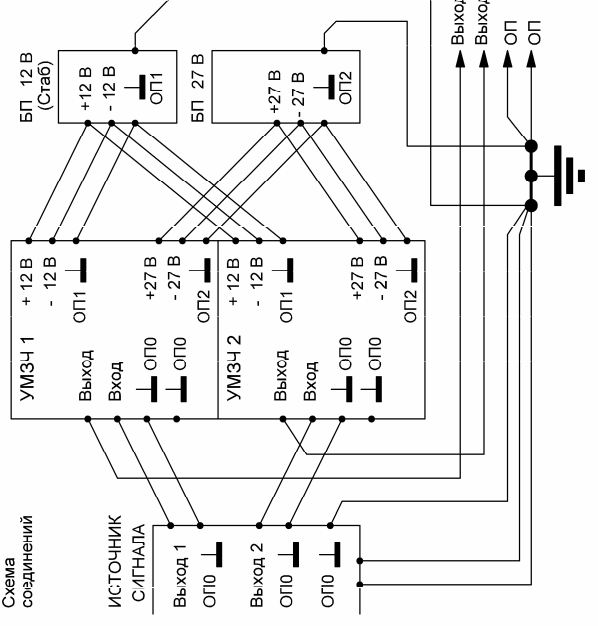 БП 12 В
(Стаб)
+12 В
- 12 В
ОП1
БП 27 В
+27 В
- 27 В
ОП2
Выход
Выход
ОП
ОП
УМЗЧ 1
+ 12 В
- 12 В
ОП1
+27 В
- 27 В
ОП2
Выход
Вход
ОП0
ОП0
УМЗЧ 2
+ 12 В
- 12 В
ОП1
+27 В
- 27 В
ОП2
Выход
Вход
ОП0
ОП0
Схема
соединений
ИСТОЧНИК
СИГНАЛА
Выход 1
ОП0
Выход 2
ОП0
ОП0